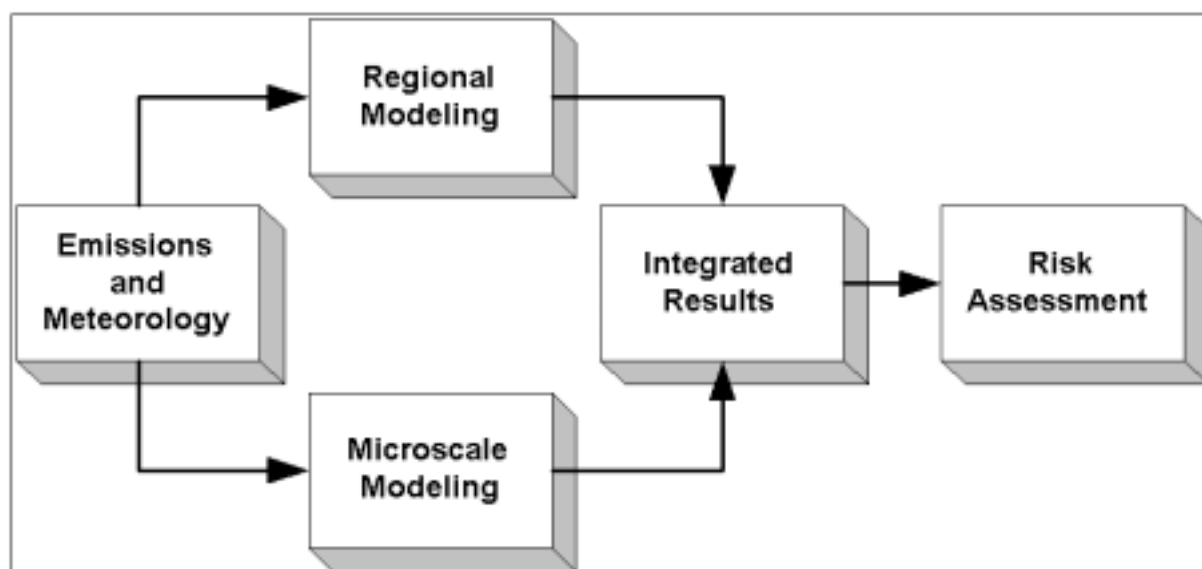 Regional
Modeling
Emissions
and
Meteorology
Integrated
Results
Risk
Assessment
Microscale
Modeling